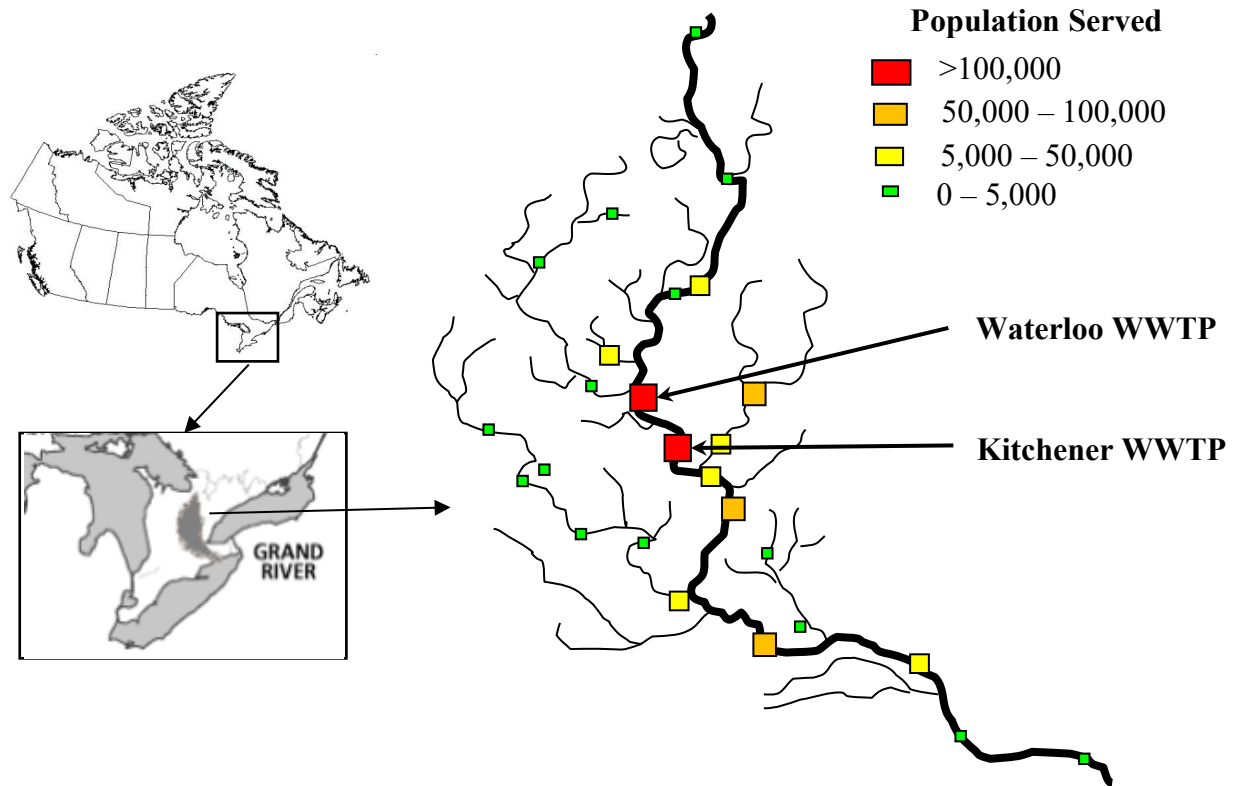 Population Served
>100,000
50,000 – 100,000
5,000 – 50,000
0 – 5,000
Waterloo WWTP
Kitchener WWTP
GRAND
RIVER